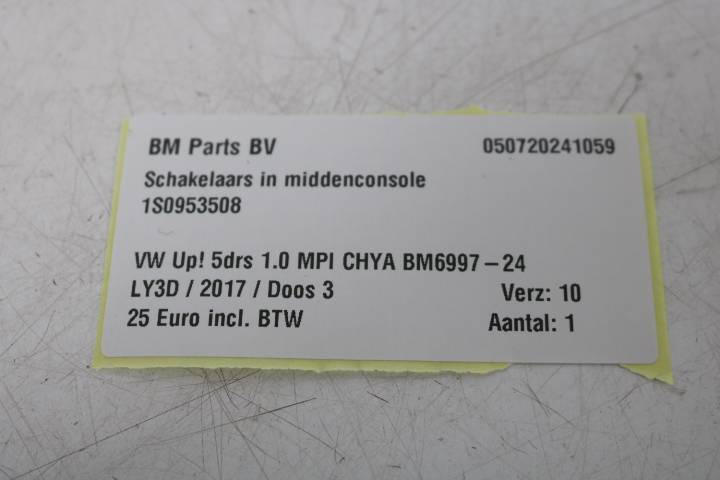 BM Parts BV 050720241059
Schakelaars in middenconsole
1S0953508
VW Up! 5drs 1.0 MPI CHYA BM6997-24
LY3D / 2017 / Doos 3 Verz: 10
25 Euro incl. BTW Aantal: 1